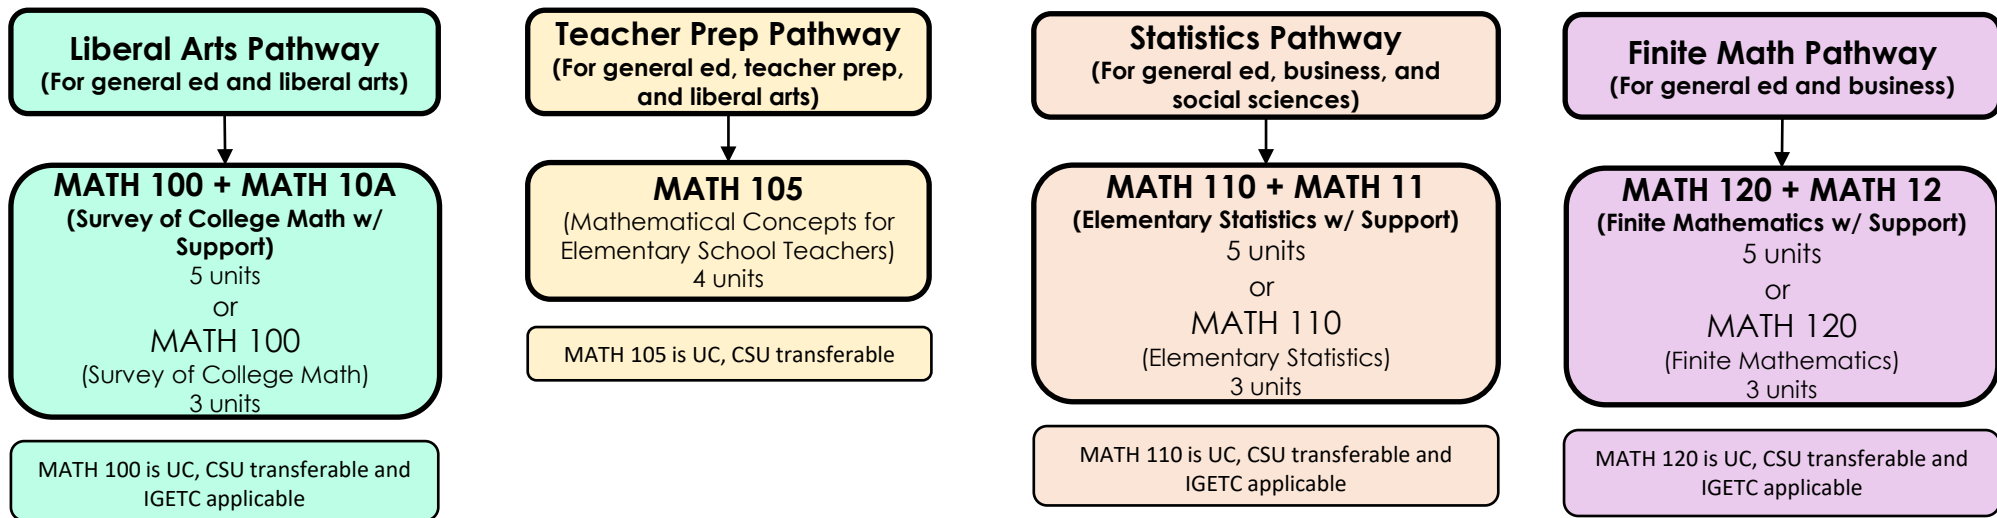 Liberal Arts Pathway
(For general ed and liberal arts)
MATH 100 + MATH 10A
(Survey of College Math w/
Support)
5 units
or
MATH 100
(Survey of College Math)
3 units
MATH 100 is UC, CSU transferable and
IGETC applicable
Teacher Prep Pathway
(For general ed, teacher prep,
and liberal arts)
MATH 105
(Mathematical Concepts for
Elementary School Teachers)
4 units
MATH 105 is UC, CSU transferable
Statistics Pathway
(For general ed, business, and
social sciences)
MATH 110 + MATH 11
(Elementary Statistics w/ Support)
5 units
or
MATH 110
(Elementary Statistics)
3 units
MATH 110 is UC, CSU transferable and
IGETC applicable
Finite Math Pathway
(For general ed and business)
MATH 120 + MATH 12
(Finite Mathematics w/ Support)
5 units
or
MATH 120
(Finite Mathematics)
3 units
MATH 120 is UC, CSU transferable and
IGETC applicable